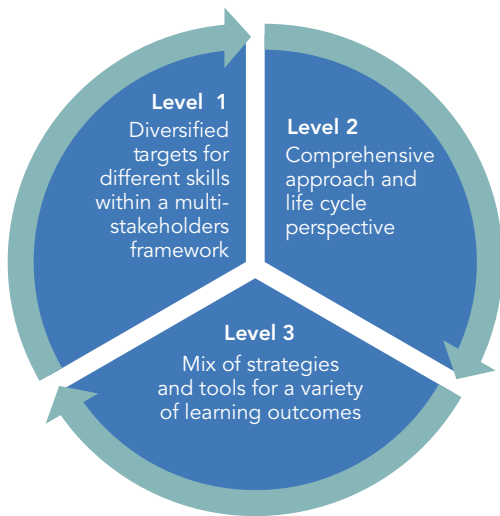 Level 1
Diversified
targets for
different skills
within a multi-
stakeholders
framework
Level 2
Comprehensive
approach and
life cycle
perspective
Level 3
Mix of strategies
and tools for a variety
of learning outcomes